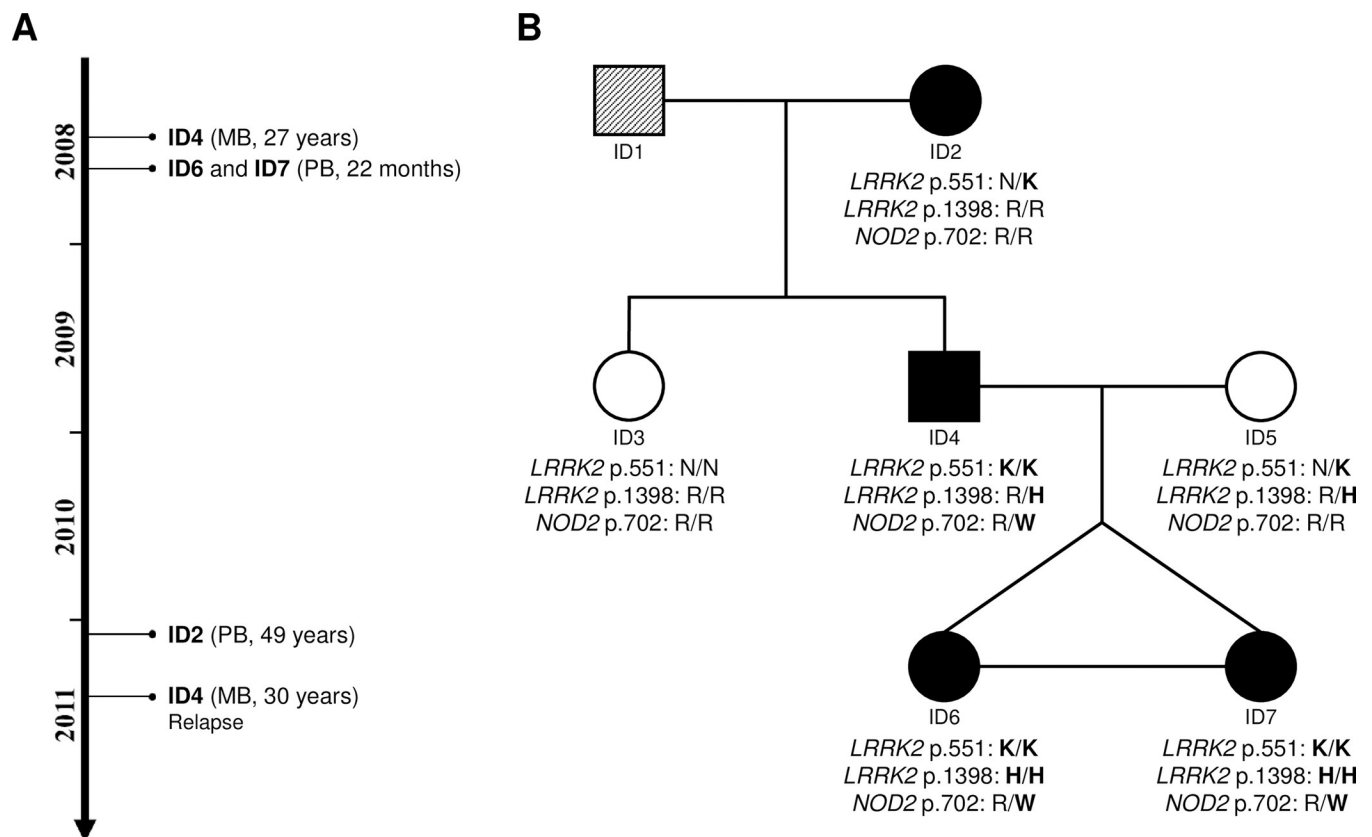 A
2008
ID4 (MB, 27 years)
ID6 and ID7 (PB, 22 months)
2009
2010
ID2 (PB, 49 years)
2011
ID4 (MB, 30 years)
Relapse
B
ID1
ID2
LRRK2 p.551: N/K
LRRK2 p.1398: R/R
NOD2 p.702: R/R
ID3
LRRK2 p.551: N/N
LRRK2 p.1398: R/R
NOD2 p.702: R/R
ID4
LRRK2 p.551: K/K
LRRK2 p.1398: R/H
NOD2 p.702: R/W
ID5
LRRK2 p.551: N/K
LRRK2 p.1398: R/H
NOD2 p.702: R/R
ID6
LRRK2 p.551: K/K
LRRK2 p.1398: H/H
NOD2 p.702: R/W
ID7
LRRK2 p.551: K/K
LRRK2 p.1398: H/H
NOD2 p.702: R/W